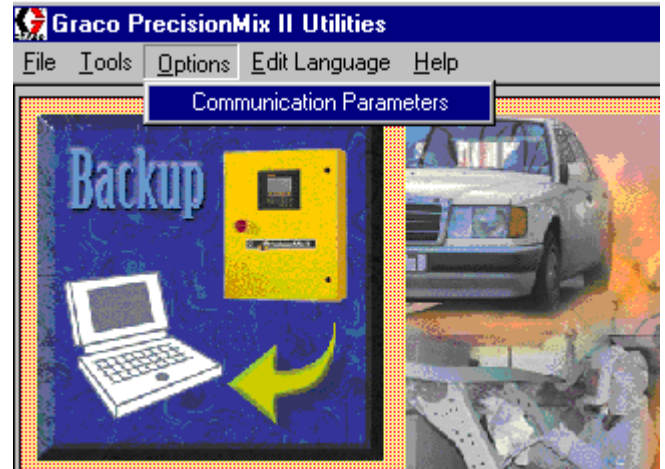 Graco PrecisionMix II Utilities
File Tools Options Edit Language Help
Communication Parameters
Backup